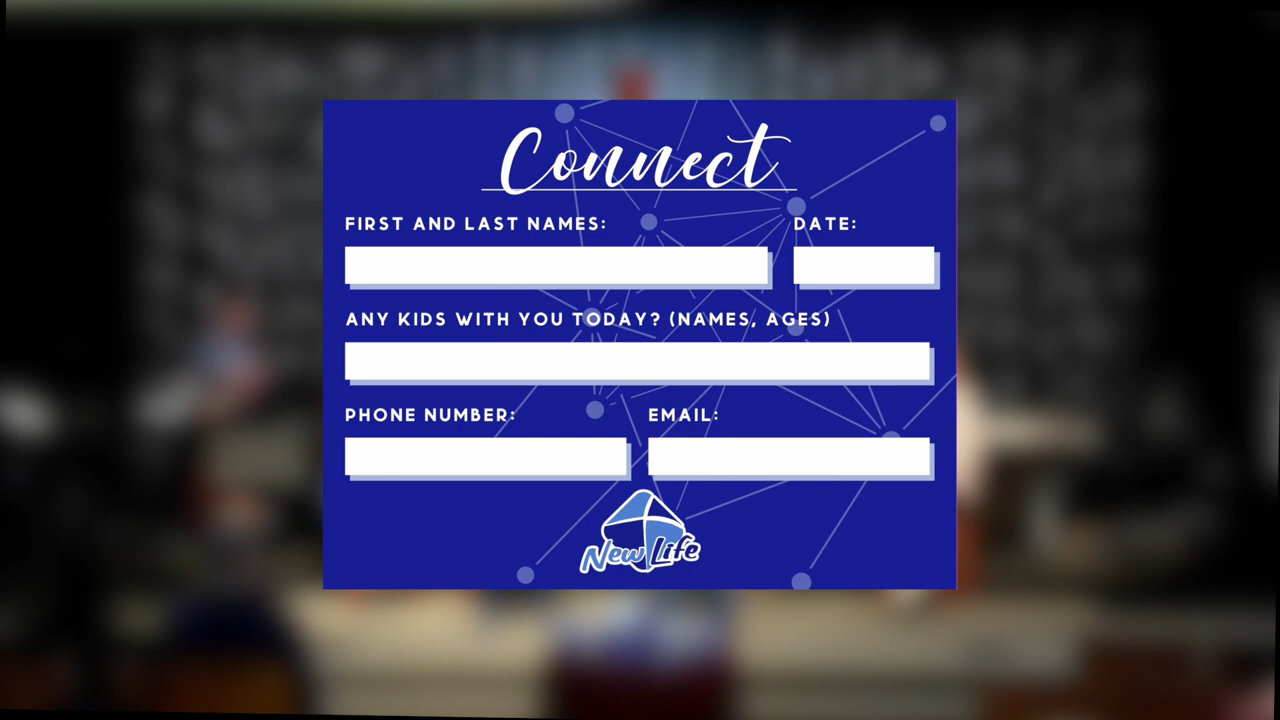 Connect
FIRST AND LAST NAMES:
DATE:
ANY KIDS WITH YOU TODAY? (NAMES, AGES)
PHONE NUMBER:
EMAIL:
New Life